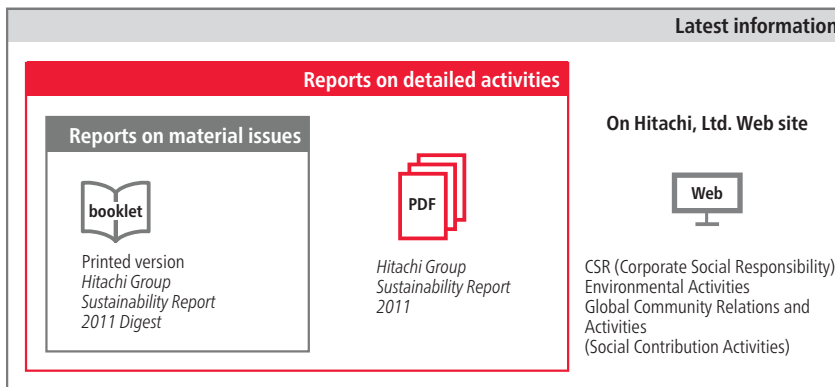 Latest information
Reports on detailed activities
Reports on material issues
booklet
Printed version
Hitachi Group
Sustainability Report
2011 Digest
PDF
Hitachi Group
Sustainability Report
2011
On Hitachi, Ltd. Web site
Web
CSR (Corporate Social Responsibility)
Environmental Activities
Global Community Relations and
Activities
(Social Contribution Activities)